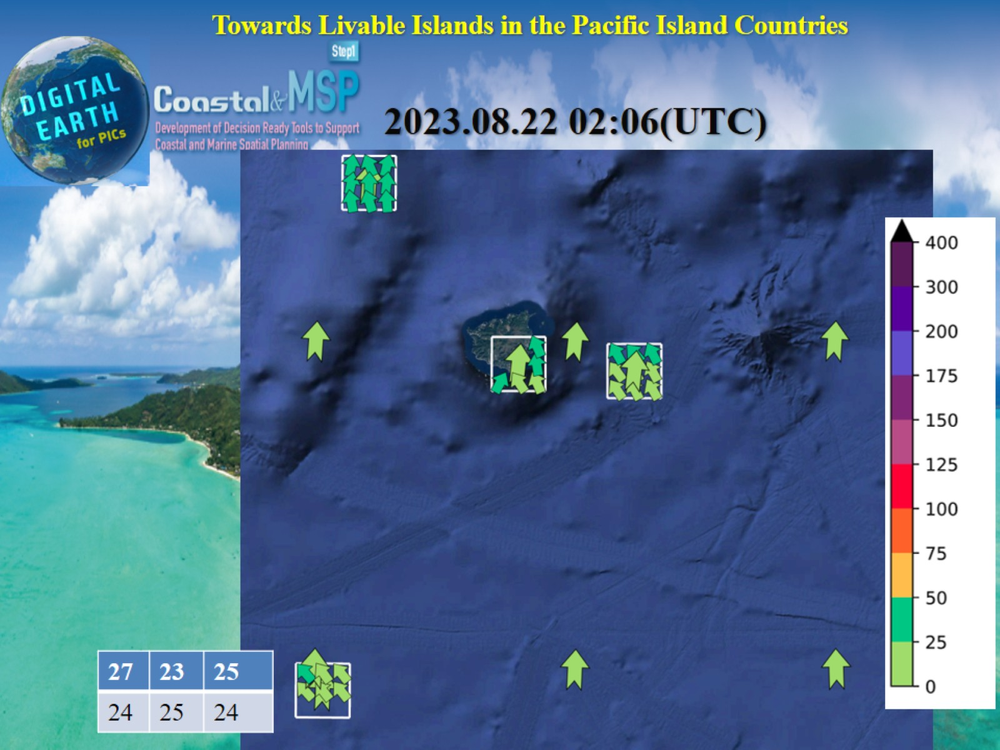 Towards Livable Islands in the Pacific Island Countries
DIGITAL
EARTH
for PICs
Step1
Coastal&MSP
Development of Decision Ready Tools to Support
Coastal and Marine Spatial Planning
2023.08.22 02:06(UTC)
400
300
200
175
150
125
100
75
50
25
0
27 23 25
24 25 24